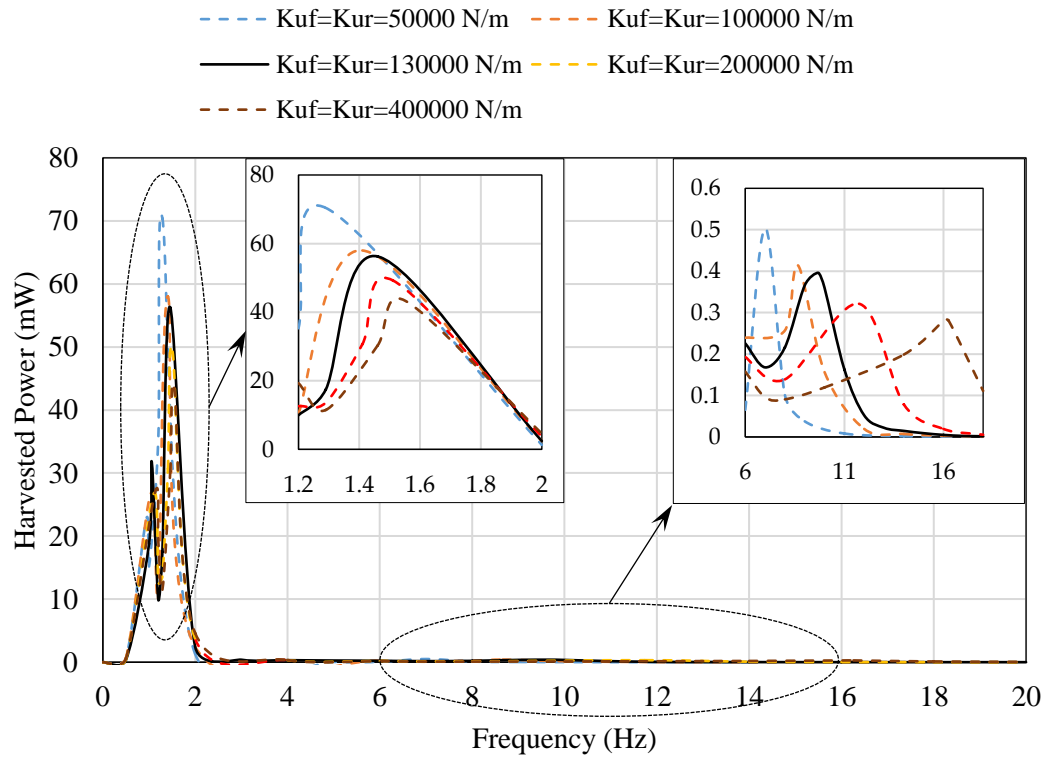 Kuf=Kur=50000 N/m Kuf=Kur=100000 N/m
Kuf=Kur=130000 N/m Kuf=Kur=200000 N/m
Kuf=Kur=400000 N/m
Harvested Power (mW)
80
70
60
50
40
30
20
10
0
0 2 4 6 8 10 12 14 16 18 20
Frequency (Hz)
80
60
40
20
0
1.2 1.4 1.6 1.8 2
0.6
0.5
0.4
0.3
0.2
0.1
0
6 11 16